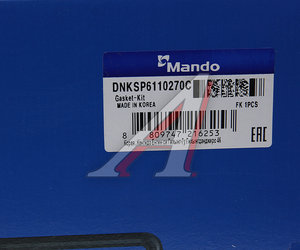 Mando
DNKSP6110270C
Gasket-Kit
MADE IN KOREA
FK 1PCS
8 809747 216253
EAC